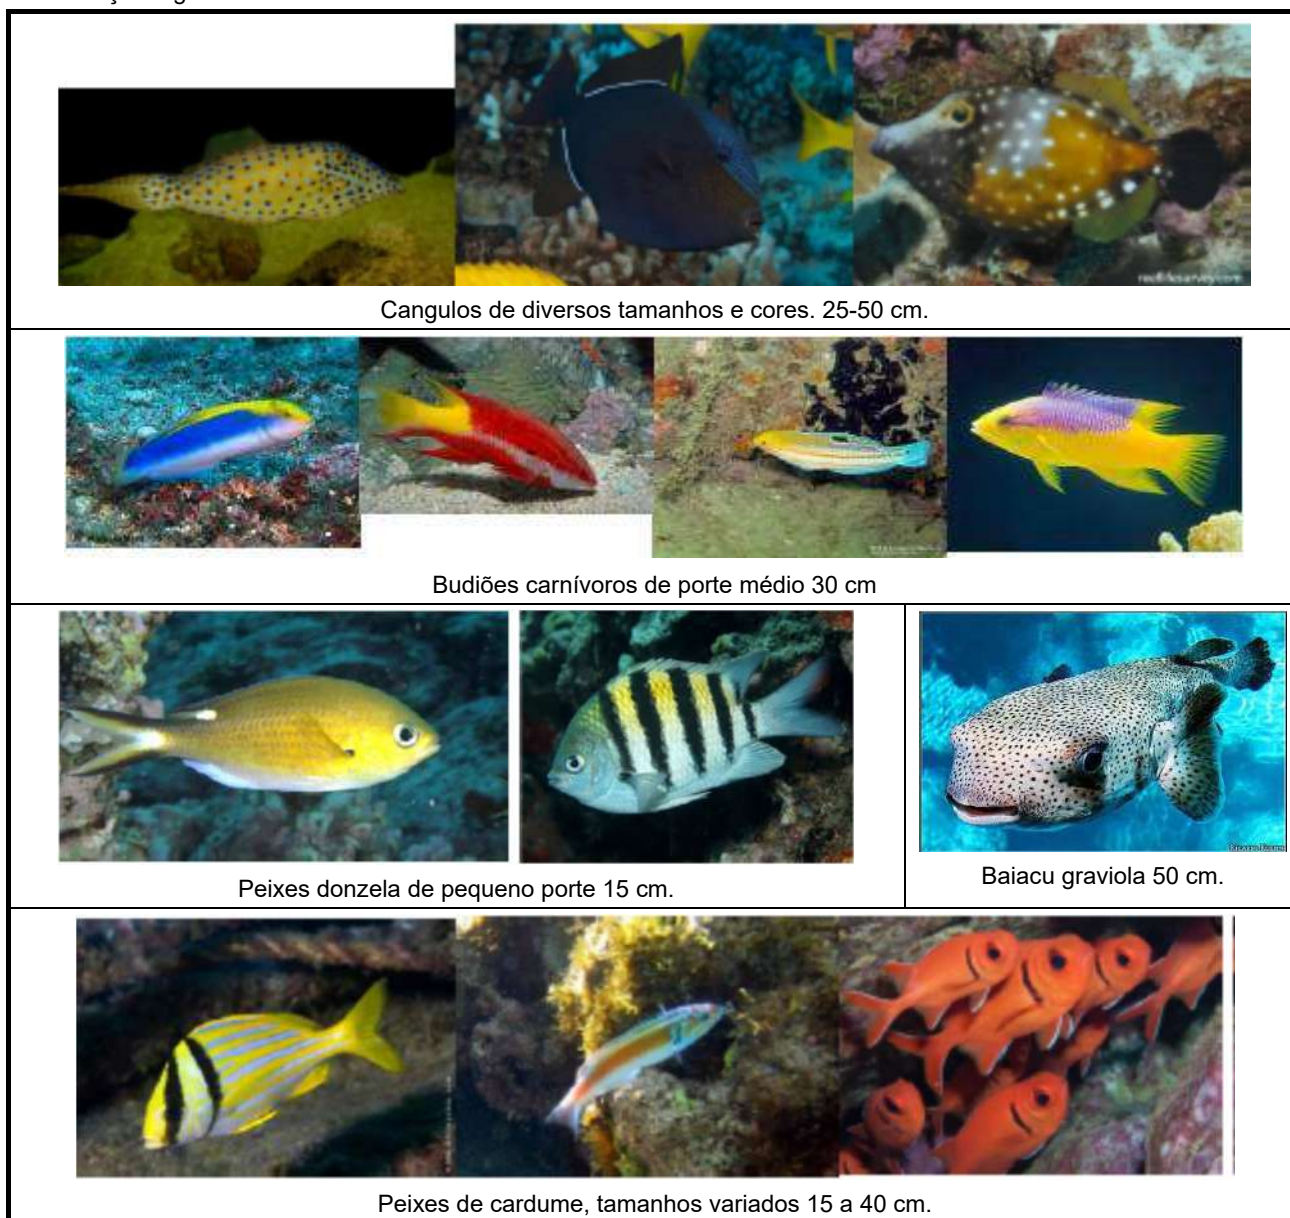 Cangulos de diversos tamanhos e cores. 25-50 cm.
Budiões carnívoros de porte médio 30 cm
Peixes donzela de pequeno porte 15 cm.
Baiacu graviola 50 cm.
Peixes de cardume, tamanhos variados 15 a 40 cm.